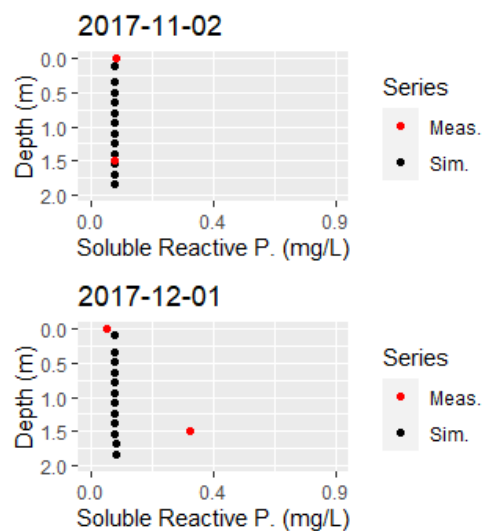 2017-11-02
0.0
0.5
1.0
1.5
2.0
Depth (m)
0.0 0.4 0.9
Soluble Reactive P. (mg/L)
Series
Meas.
Sim.
2017-12-01
0.0
0.5
1.0
1.5
2.0
Depth (m)
0.0 0.4 0.9
Soluble Reactive P. (mg/L)
Series
Meas.
Sim.